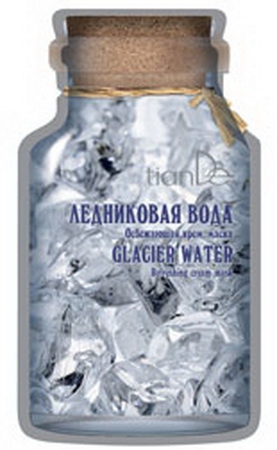 tianDe
ЛЕДНИКОВАЯ ВОДА
Освежающая крем-маска
GLACIER WATER
Refreshing cream mask